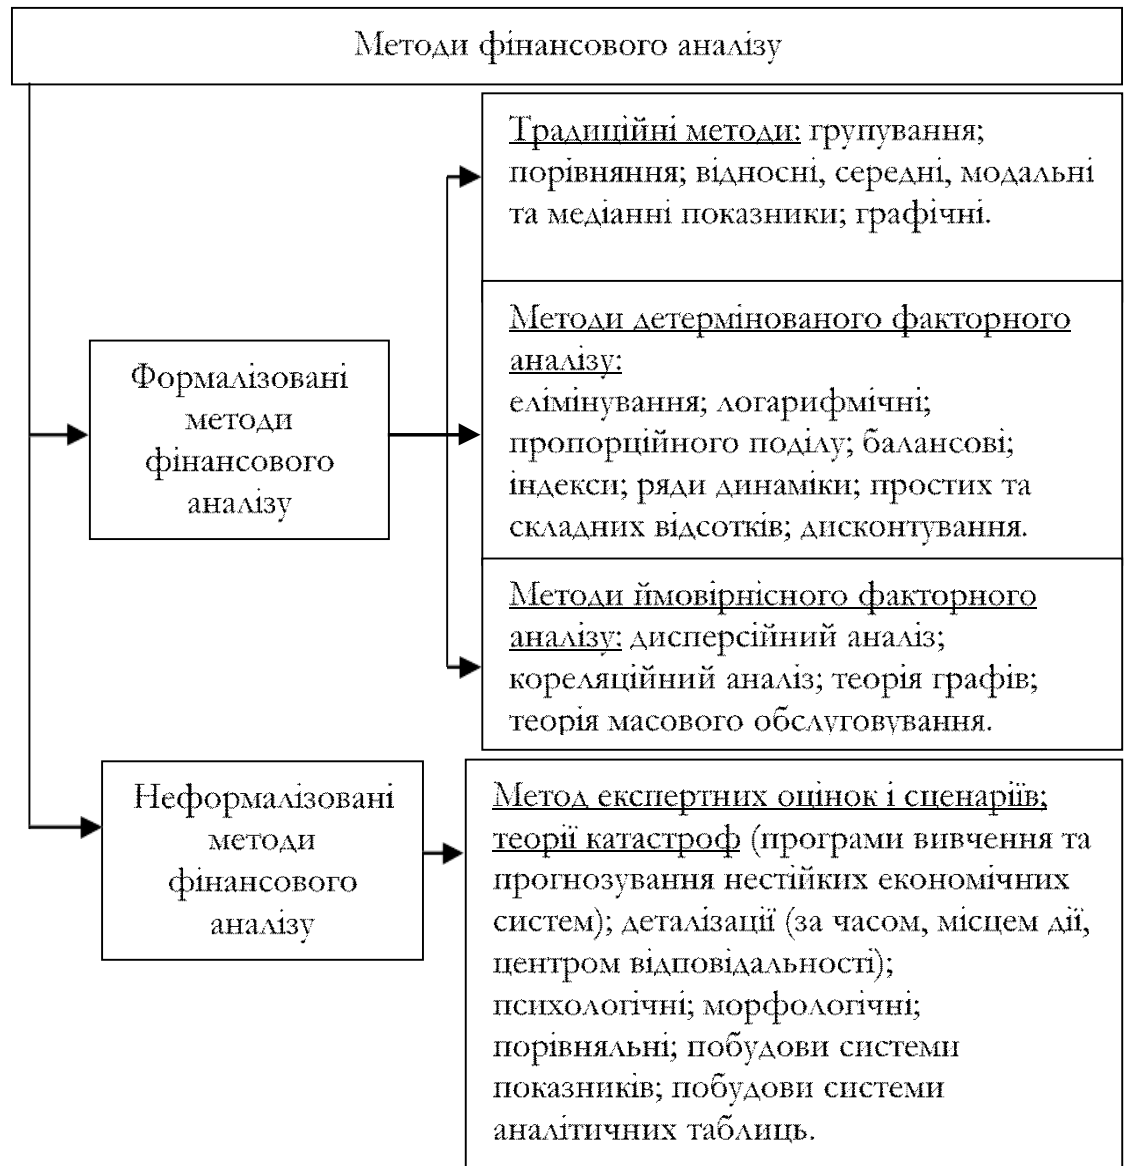 Методи фінансового аналізу
Традиційні методи: групування;
порівняння; відносні, середні, модальні
та медіанні показники; графічні.
Методи детермінованого факторного
аналізу:
елімінування; логарифмічні;
пропорційного поділу; балансові;
індекси; ряди динаміки; простих та
складних відсотків; дисконтування.
Формалізовані
методи
фінансового
аналізу
Методи ймовірнісного факторного
аналізу: дисперсійний аналіз;
кореляційний аналіз; теорія графів;
теорія масового обслуговування.
Неформалізовані
методи
фінансового
аналізу
Метод експертних оцінок і сценаріїв;
теорії катастроф (програми вивчення та
прогнозування нестійких економічних
систем); деталізації (за часом, місцем дії,
центром відповідальності);
психологічні; морфологічні;
порівняльні; побудови системи
показників; побудови системи
аналітичних таблиць.